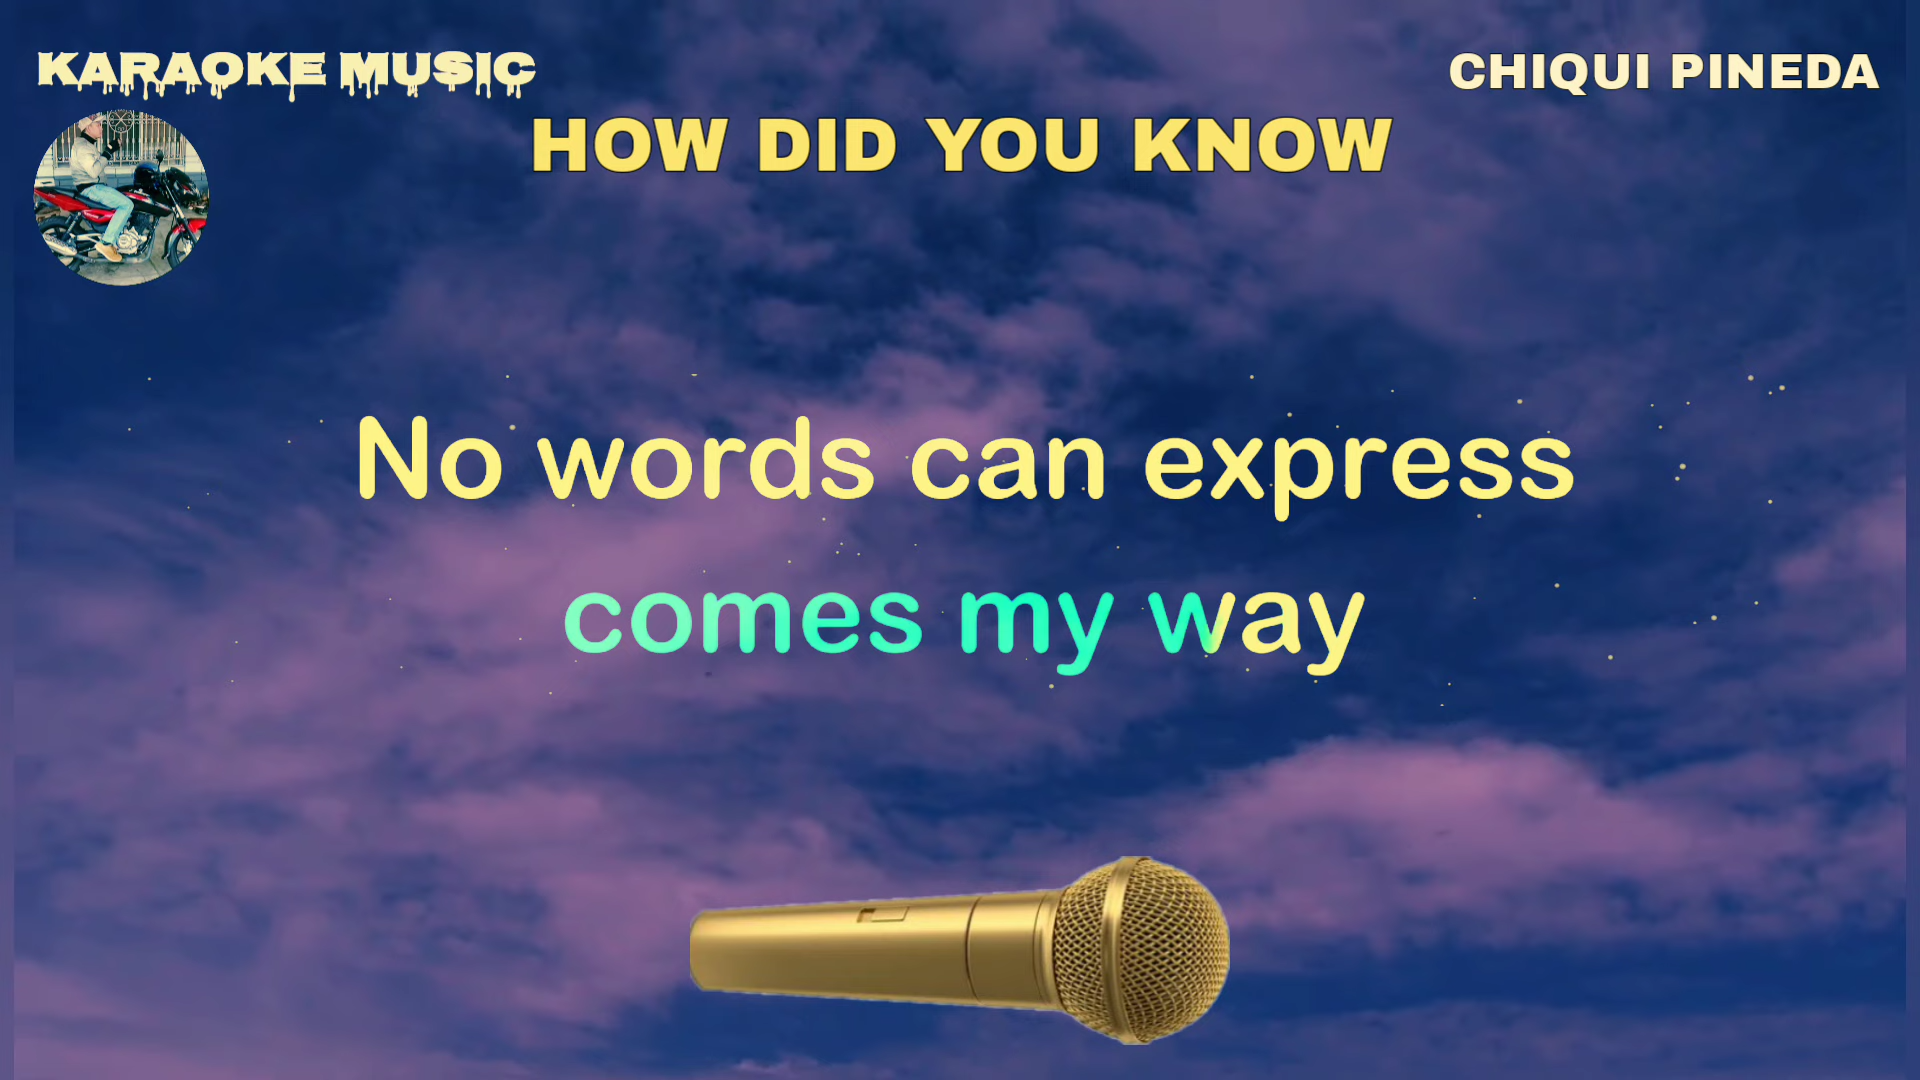 KARAOKE MUSIC
CHIQUI PINEDA
HOW DID YOU KNOW
No words can express
comes my way